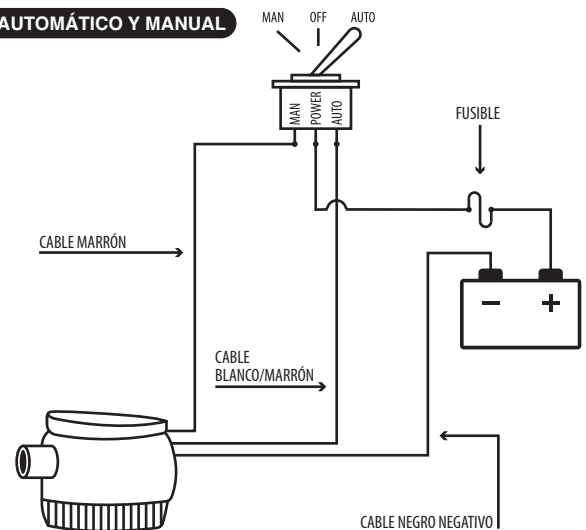 AUTOMÁTICO Y MANUAL
MAN OFF AUTO
MAN POWER AUTO
FUSIBLE
CABLE MARRÓN
− +
CABLE
BLANCO/MARRÓN
CABLE NEGRO NEGATIVO